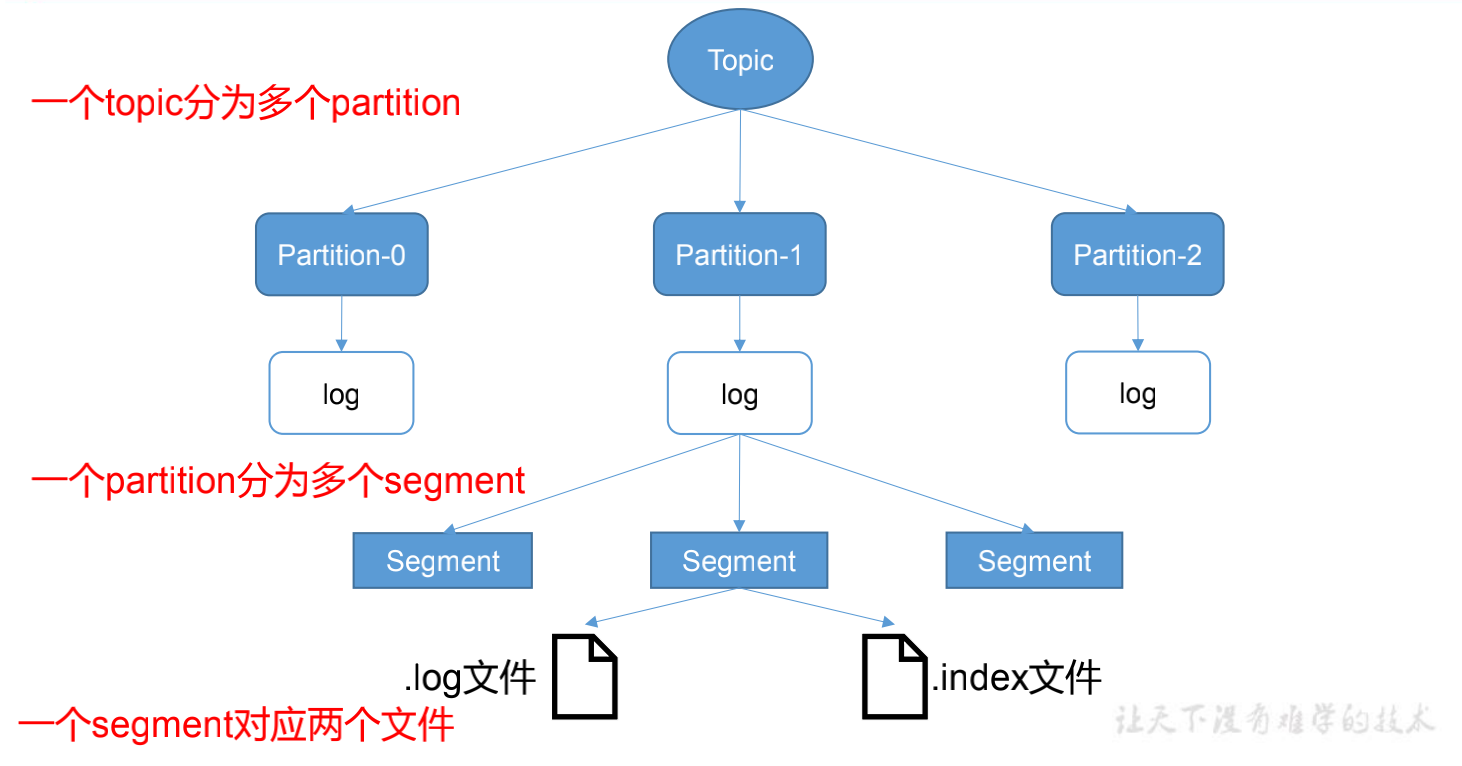 Topic
一个topic分为多个partition
Partition-0
Partition-1
Partition-2
log
log
log
一个partition分为多个segment
Segment
Segment
Segment
.log文件
.index文件
一个segment对应两个文件
让天下没有难学的技术